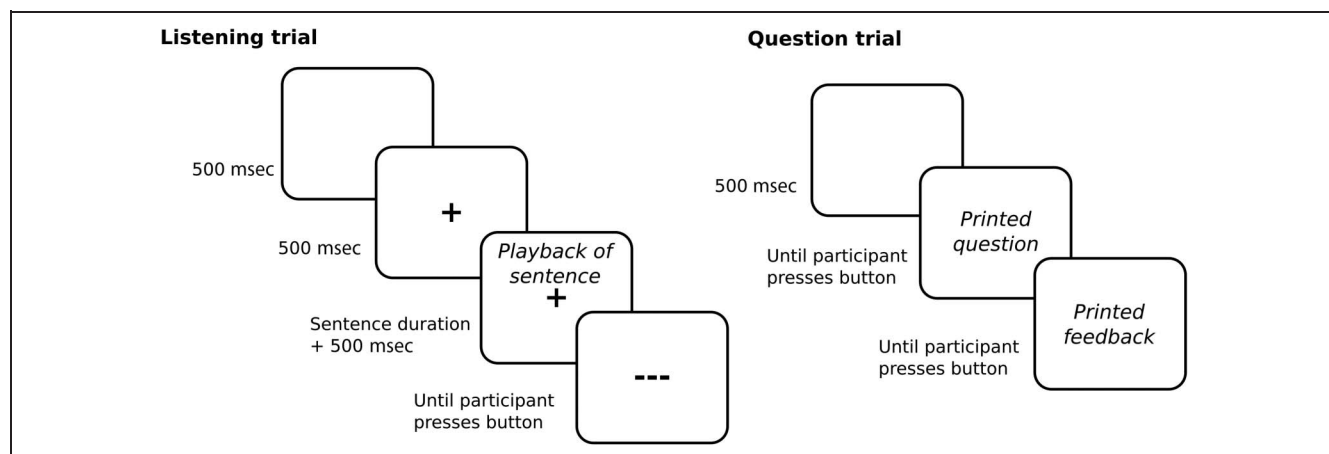 Listening trial
500 msec
+
500 msec
Playback of
sentence
+
Sentence duration
+ 500 msec
---
Until participant
presses button
Question trial
500 msec
Printed
question
Until participant
presses button
Printed
feedback
Until participant
presses button